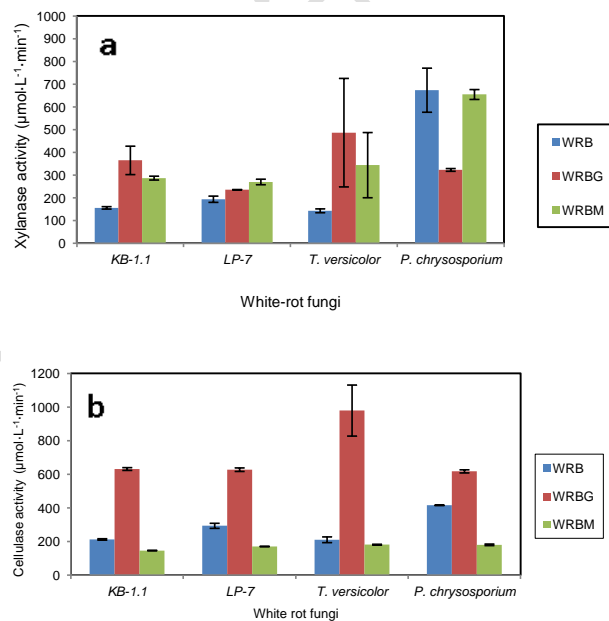 a
Xylanase activity (µmol·L⁻¹·min⁻¹)
1000
900
800
700
600
500
400
300
200
100
0
KB-1.1 LP-7 T. versicolor P. chrysosporium
White-rot fungi
WRB
WRBG
WRBM
b
Cellulase activity (µmol·L⁻¹·min⁻¹)
1200
1000
800
600
400
200
0
KB-1.1 LP-7 T. versicolor P. chrysosporium
White rot fungi
WRB
WRBG
WRBM